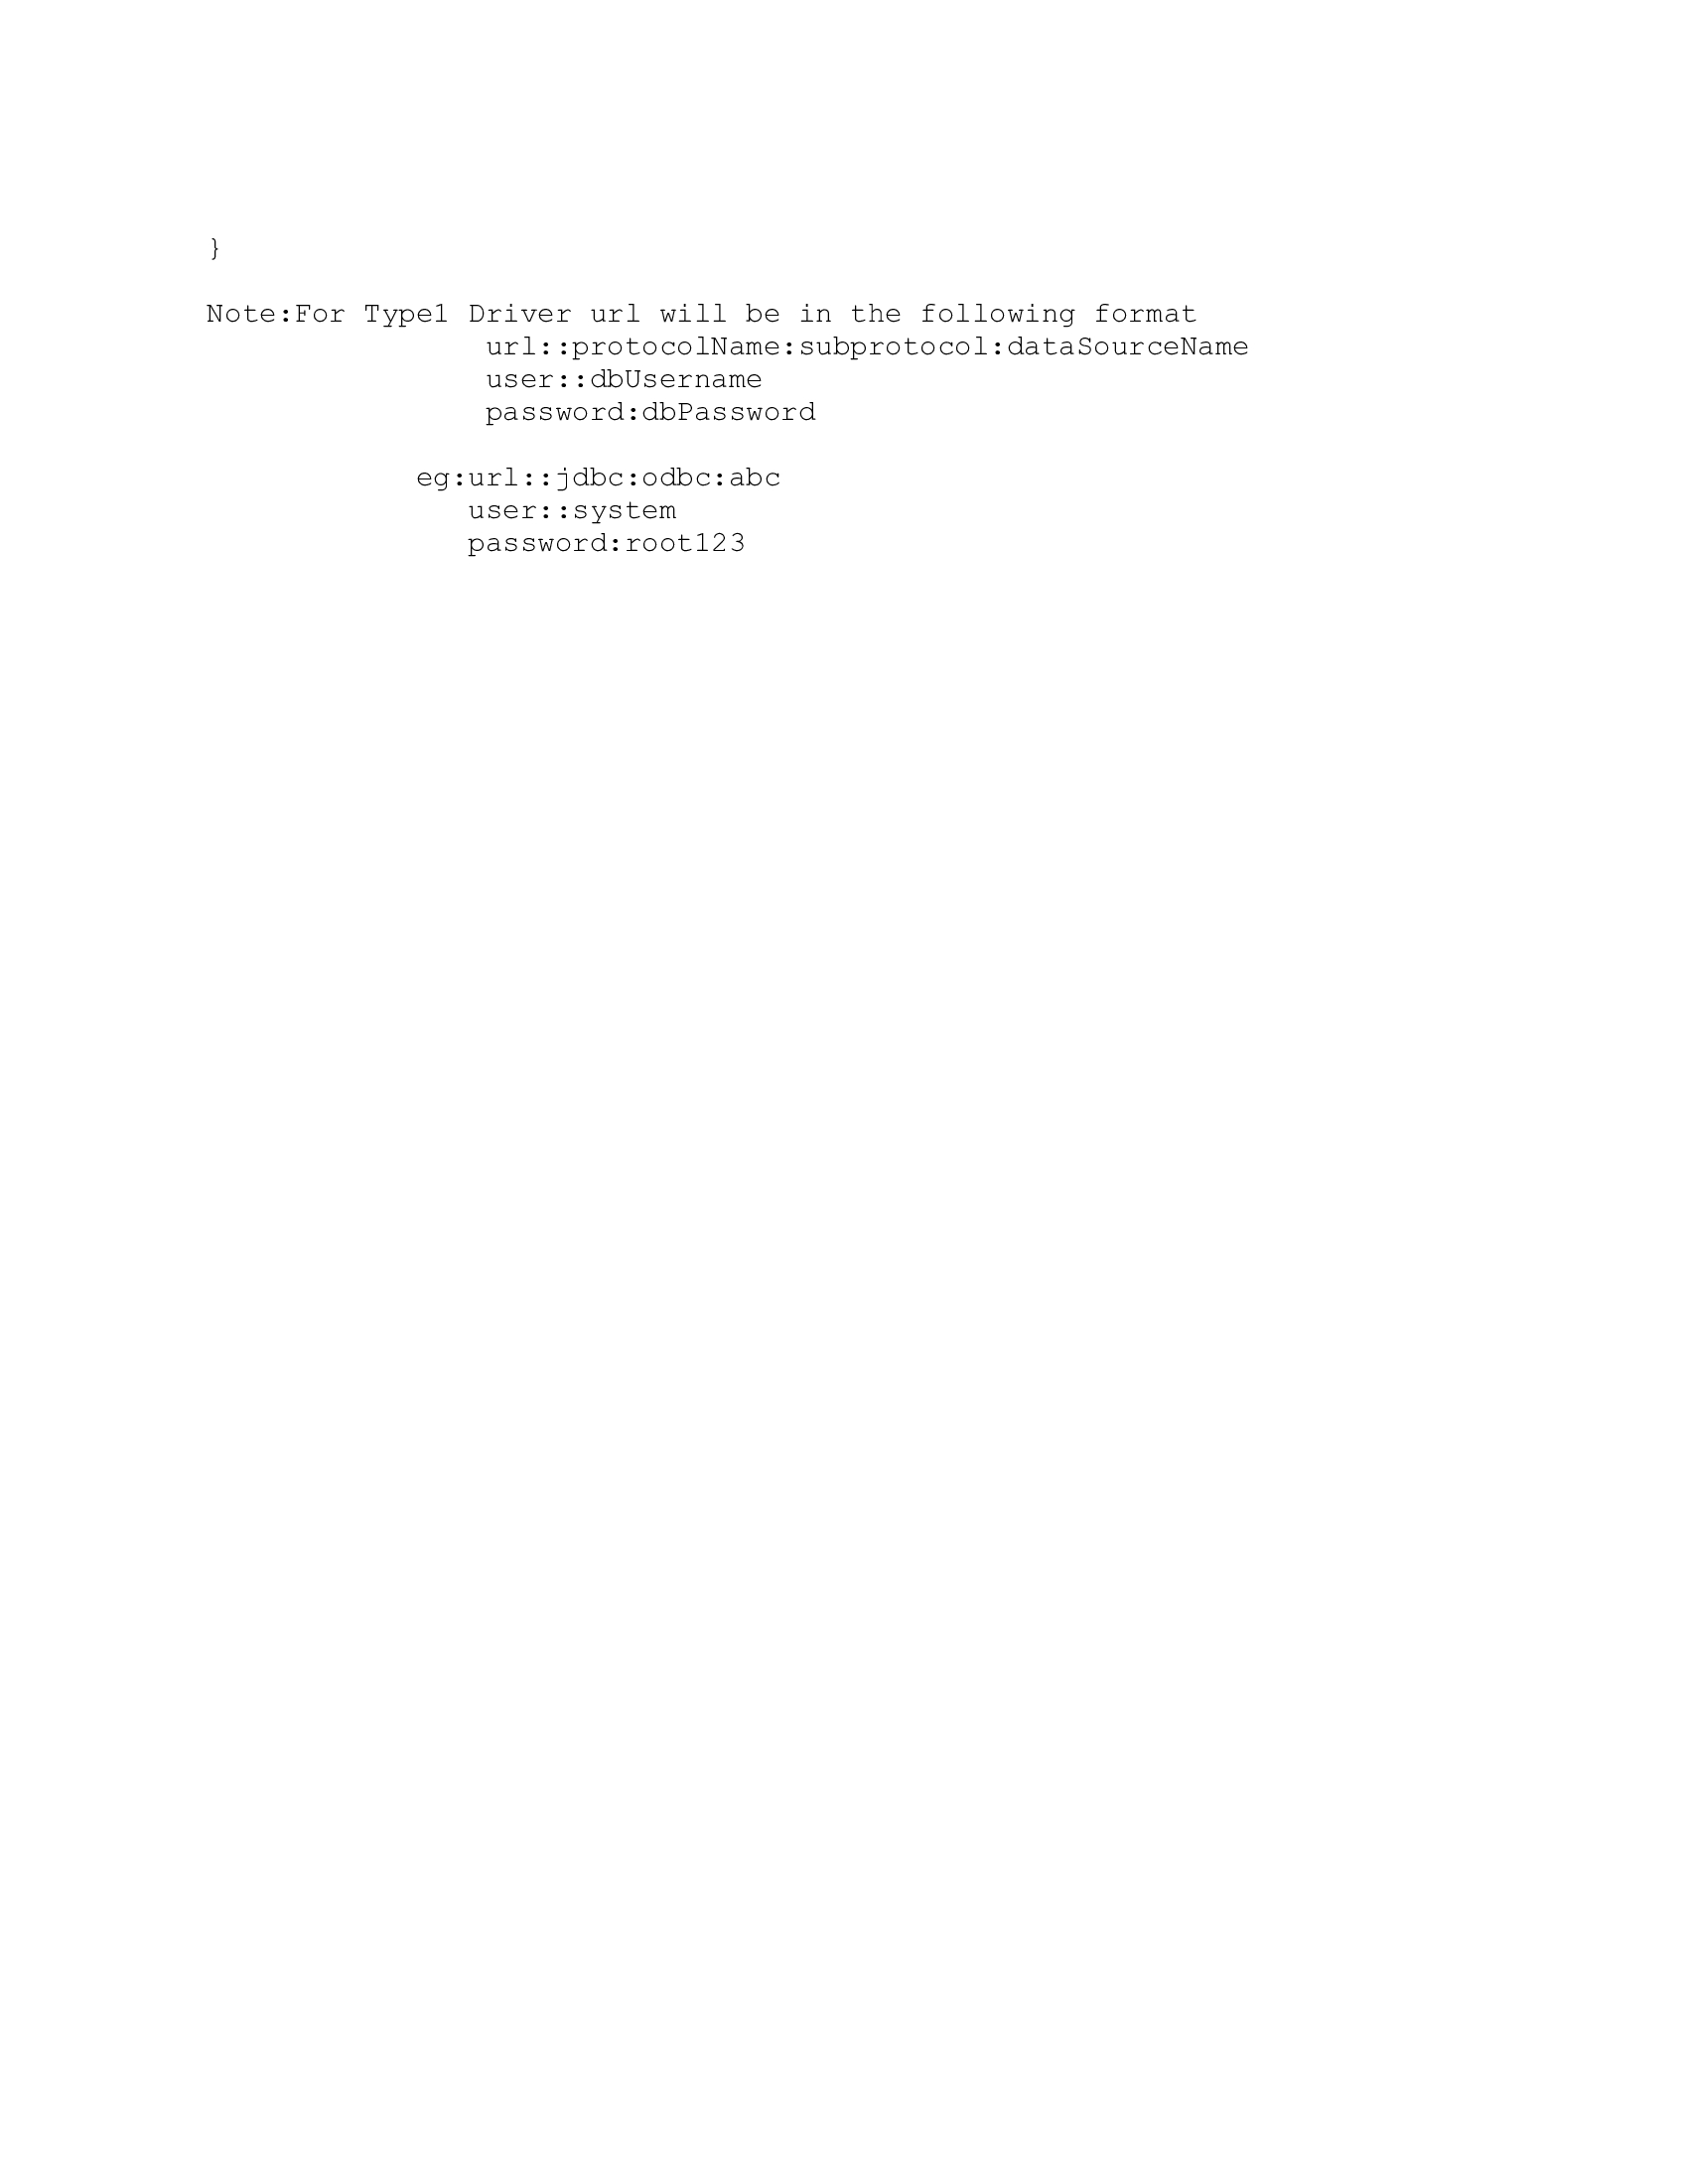 }
Note:For Type1 Driver url will be in the following format
url::protocolName:subprotocol:dataSourceName
user::dbUsername
password:dbPassword
eg:url::jdbc:odbc:abc
user::system
password:root123